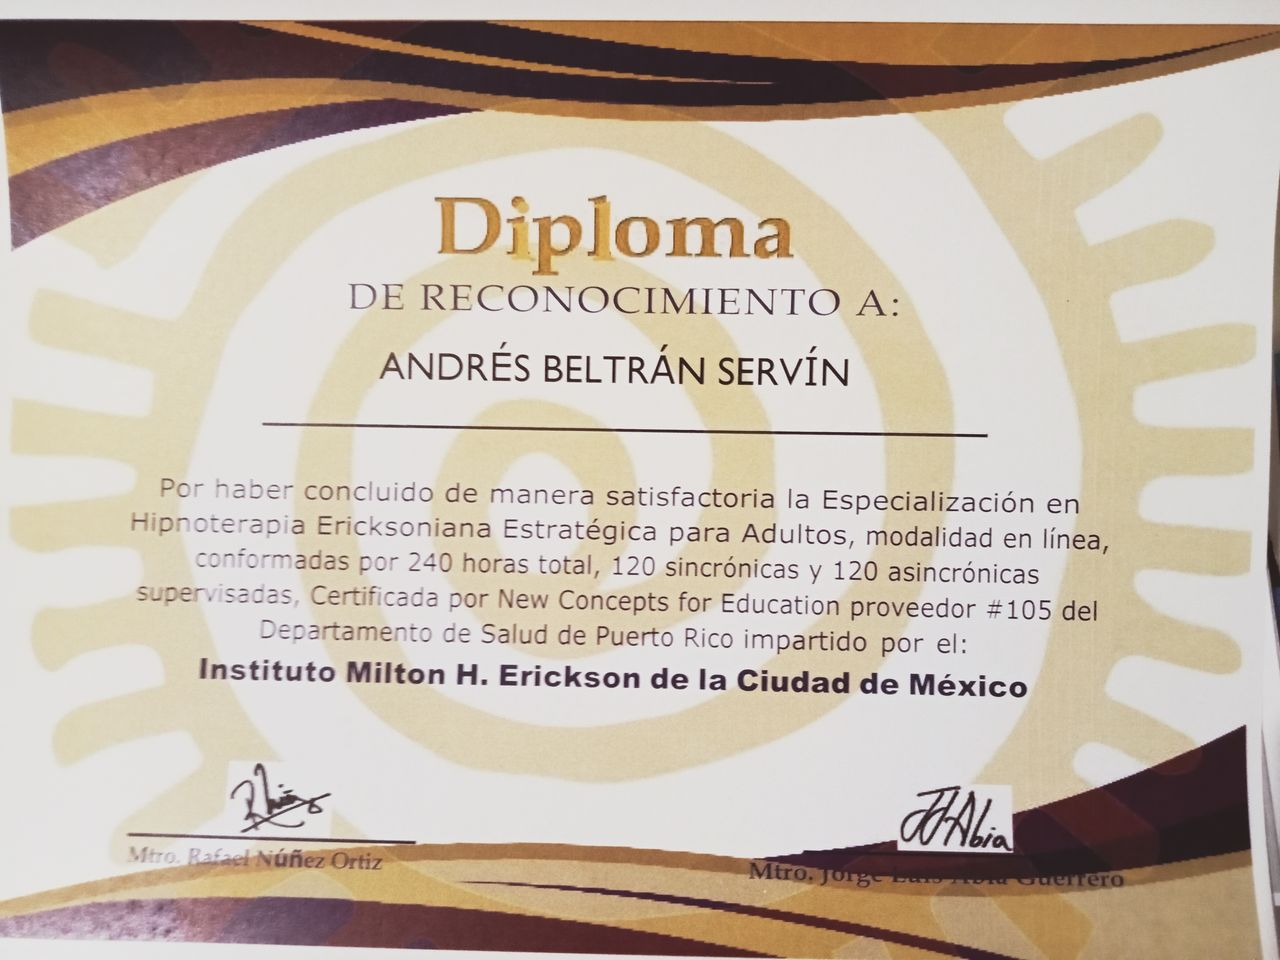 Diploma
DE RECONOCIMIENTO A:
ANDRÉS BELTRÁN SERVÍN
Por haber concluido de manera satisfactoria la Especialización en
Hipnoterapia Ericksoniana Estratégica para Adultos, modalidad en línea,
conformadas por 240 horas total, 120 sincrónicas y 120 asincrónicas
supervisadas, Certificada por New Concepts for Education proveedor #105 del
Departamento de Salud de Puerto Rico impartido por el:
Instituto Milton H. Erickson de la Ciudad de México
JJAbia
Mtro. Rafael Núñez Ortiz
Mtro. Jorge Luis Abia Guerrero